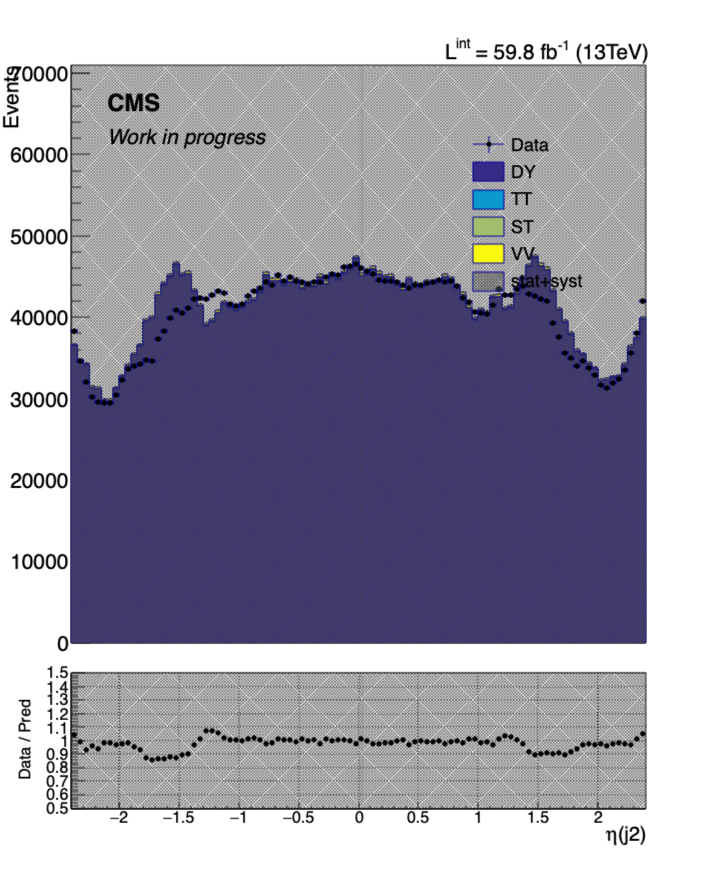 L^int = 59.8 fb^-1 (13TeV)
Events
70000
CMS
Work in progress
60000
50000
40000
30000
20000
10000
0
Data
DY
TT
ST
VV
stat+syst
Data / Pred
1.5
1.4
1.3
1.2
1.1
1
0.9
0.8
0.7
0.6
0.5
−2
−1.5
−1
−0.5
0
0.5
1
1.5
2
η(j2)